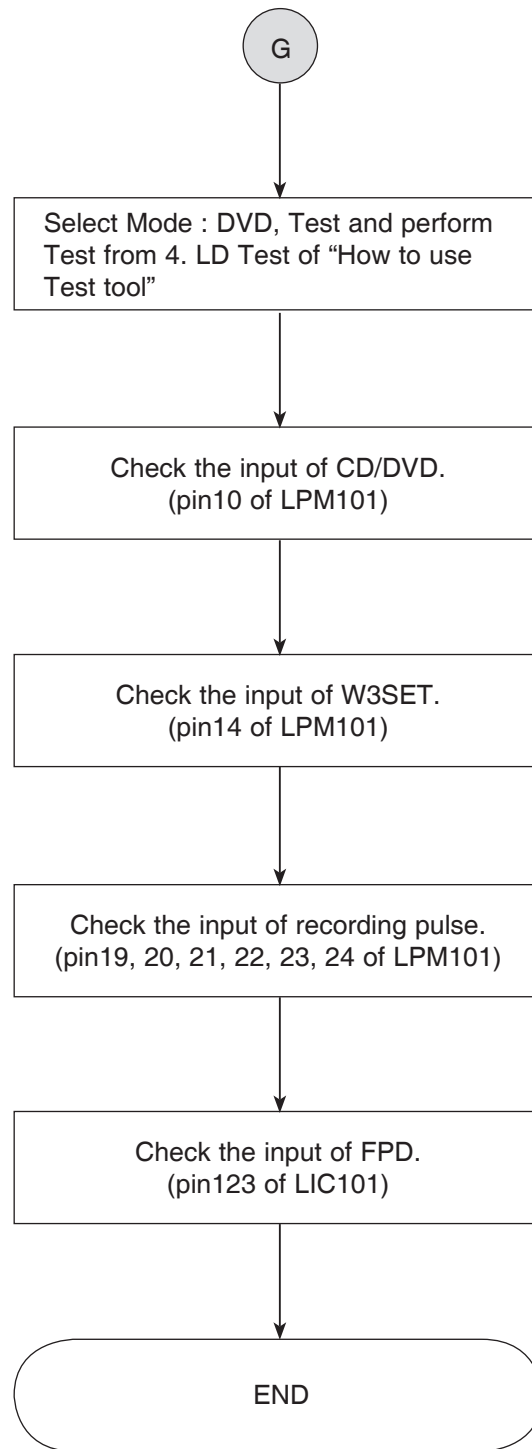 G
Select Mode : DVD, Test and perform
Test from 4. LD Test of “How to use
Test tool”
Check the input of CD/DVD.
(pin10 of LPM101)
Check the input of W3SET.
(pin14 of LPM101)
Check the input of recording pulse.
(pin19, 20, 21, 22, 23, 24 of LPM101)
Check the input of FPD.
(pin123 of LIC101)
END